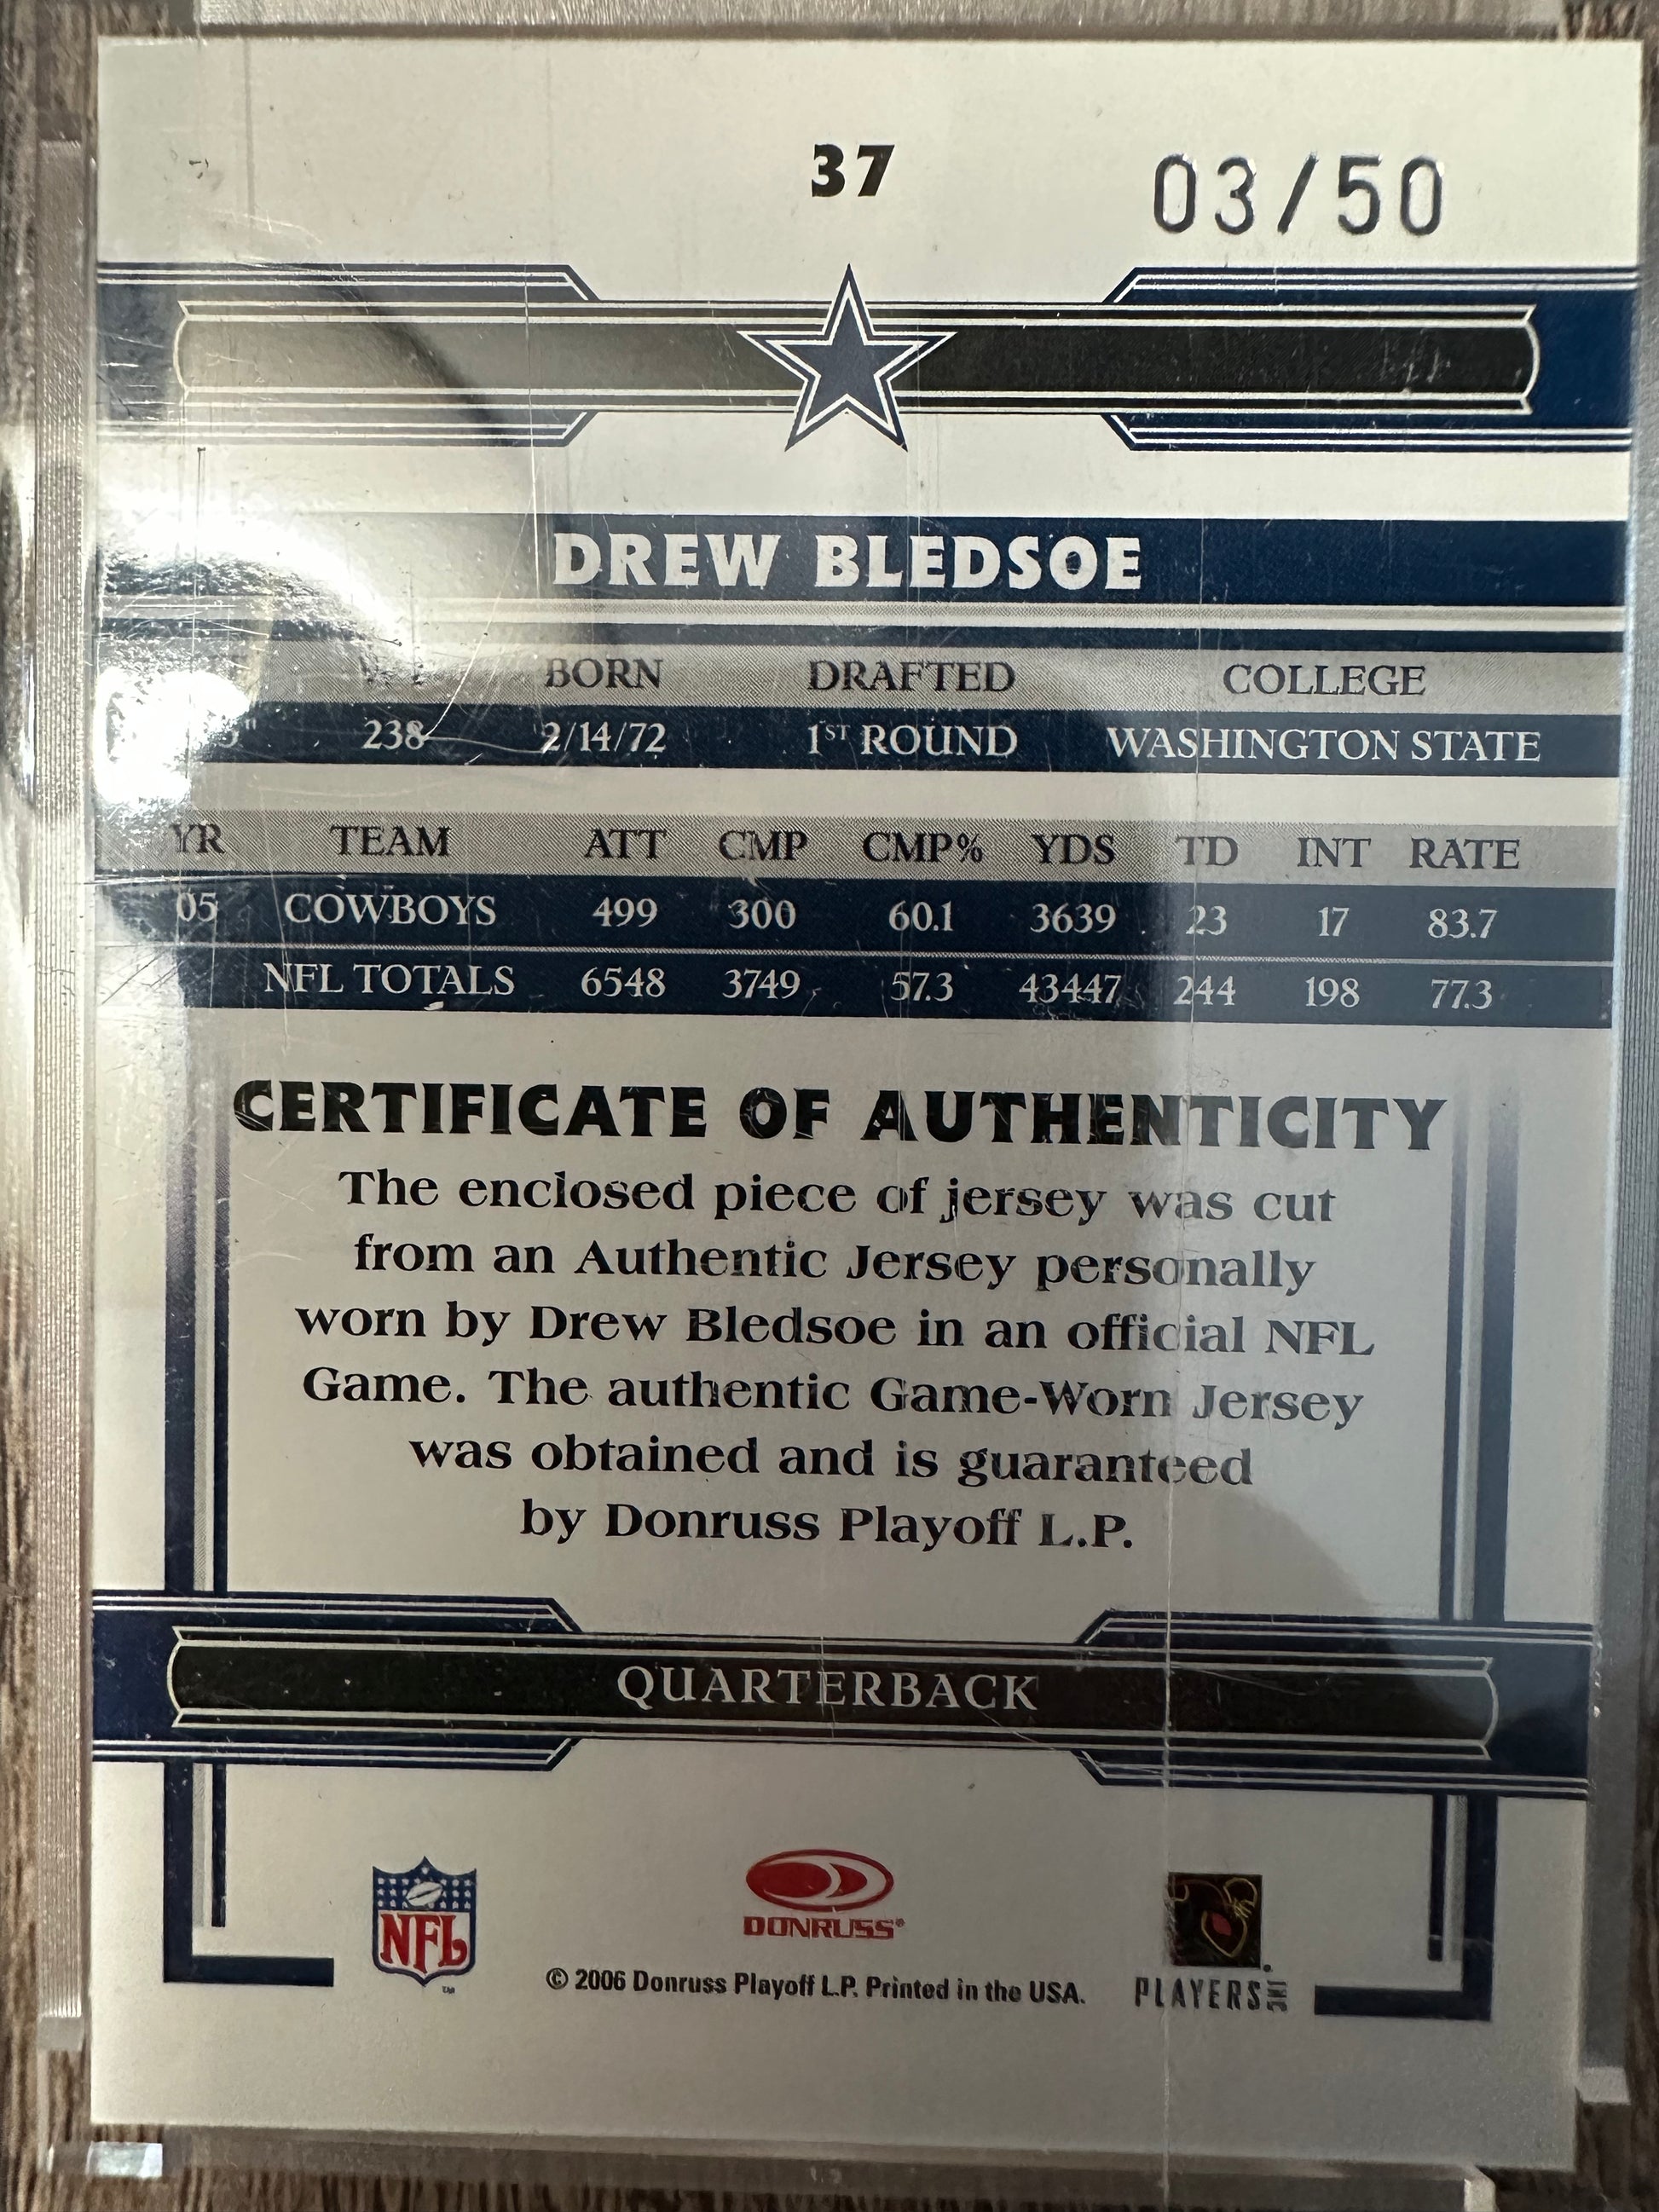 37
03/50
DREW BLEDSOE
BORN DRAFTED COLLEGE
238 2/14/72 1ST ROUND WASHINGTON STATE
YR TEAM ATT CMP CMP% YDS TD INT RATE
05 COWBOYS 499 300 60.1 3639 23 17 83.7
NFL TOTALS 6548 3749 57.3 43447 244 198 77.3
CERTIFICATE OF AUTHENTICITY
The enclosed piece of jersey was cut
from an Authentic Jersey personally
worn by Drew Bledsoe in an official NFL
Game. The authentic Game-Worn Jersey
was obtained and is guaranteed
by Donruss Playoff L.P.
QUARTERBACK
NFL
TM
DONRUSS®
© 2006 Donruss Playoff L.P. Printed in the USA.
PLAYERS INC